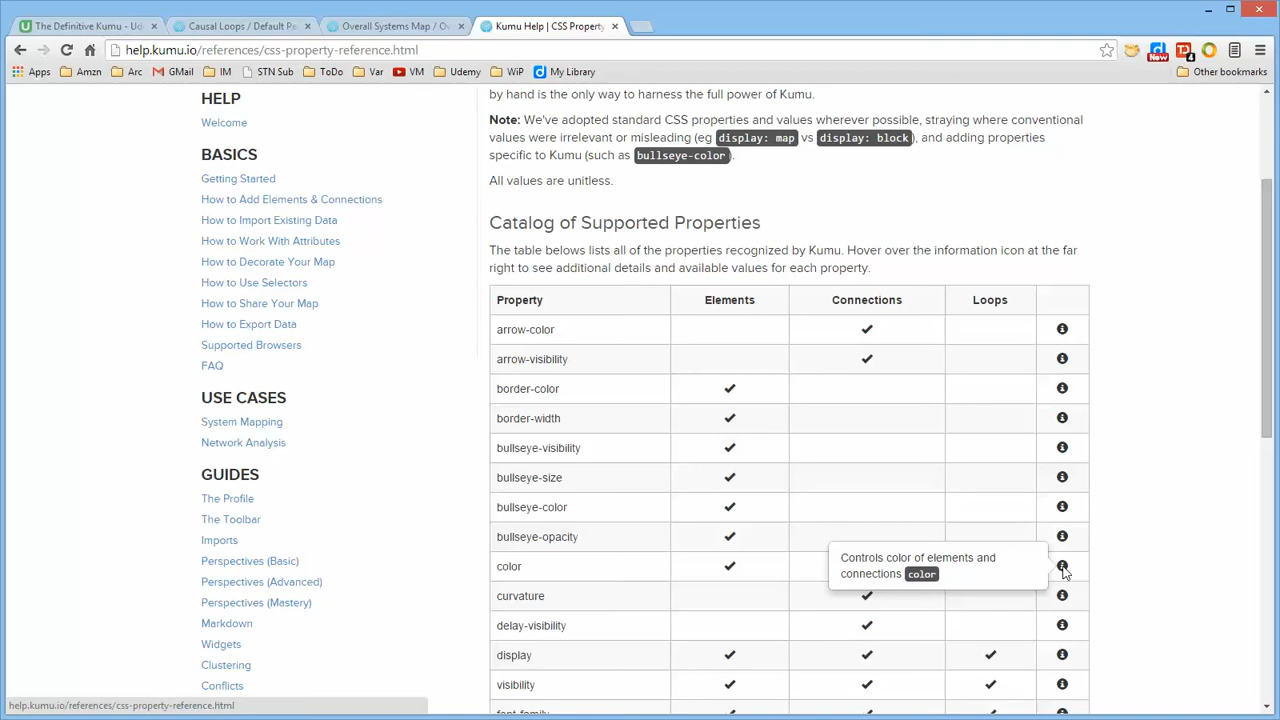 The Definitive Kumu - Ud
Causal Loops / Default Pe
Overall Systems Map / Ov
Kumu Help | CSS Property
help.kumu.io/references/css-property-reference.html
Apps Amzn Arc GMail IM STN Sub ToDo Var VM Udemy WiP My Library Other bookmarks
New
4
HELP
Welcome
BASICS
Getting Started
How to Add Elements & Connections
How to Import Existing Data
How to Work With Attributes
How to Decorate Your Map
How to Use Selectors
How to Share Your Map
How to Export Data
Supported Browsers
FAQ
USE CASES
System Mapping
Network Analysis
GUIDES
The Profile
The Toolbar
Imports
Perspectives (Basic)
Perspectives (Advanced)
Perspectives (Mastery)
Markdown
Widgets
Clustering
Conflicts
by hand is the only way to harness the full power of Kumu.
Note: We've adopted standard CSS properties and values wherever possible, straying where conventional
values were irrelevant or misleading (eg display: map vs display: block), and adding properties
specific to Kumu (such as bullseye-color).
All values are unitless.
Catalog of Supported Properties
The table belows lists all of the properties recognized by Kumu. Hover over the information icon at the far
right to see additional details and available values for each property.
Property Elements Connections Loops
arrow-color
arrow-visibility
border-color
border-width
bullseye-visibility
bullseye-size
bullseye-color
bullseye-opacity
color
Controls color of elements and
connections color
curvature
delay-visibility
display
visibility
font-family
help.kumu.io/references/css-property-reference.html